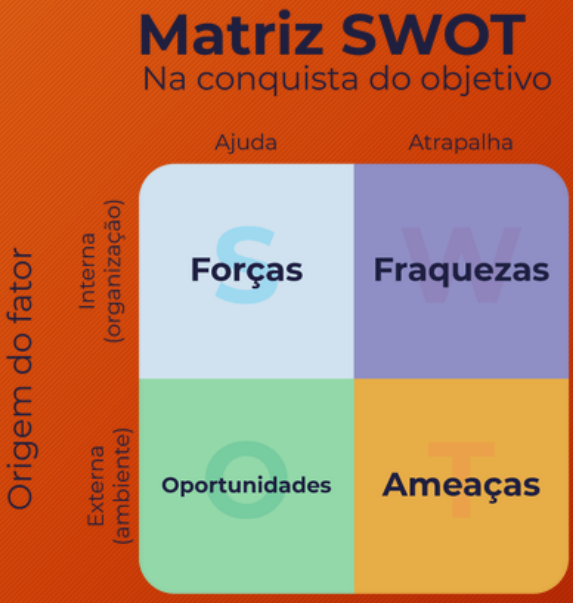 Matriz SWOT
Na conquista do objetivo
Ajuda
Atrapalha
Origem do fator
Interna
(organização)
S
Forças
W
Fraquezas
Externa
(ambiente)
O
Oportunidades
T
Ameaças